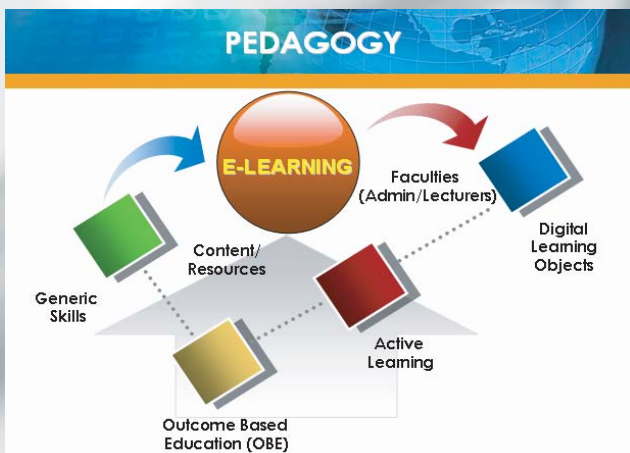 PEDAGOGY
E-LEARNING
Faculties
(Admin/Lecturers)
Digital
Learning
Objects
Content/
Resources
Generic
Skills
Active
Learning
Outcome Based
Education (OBE)